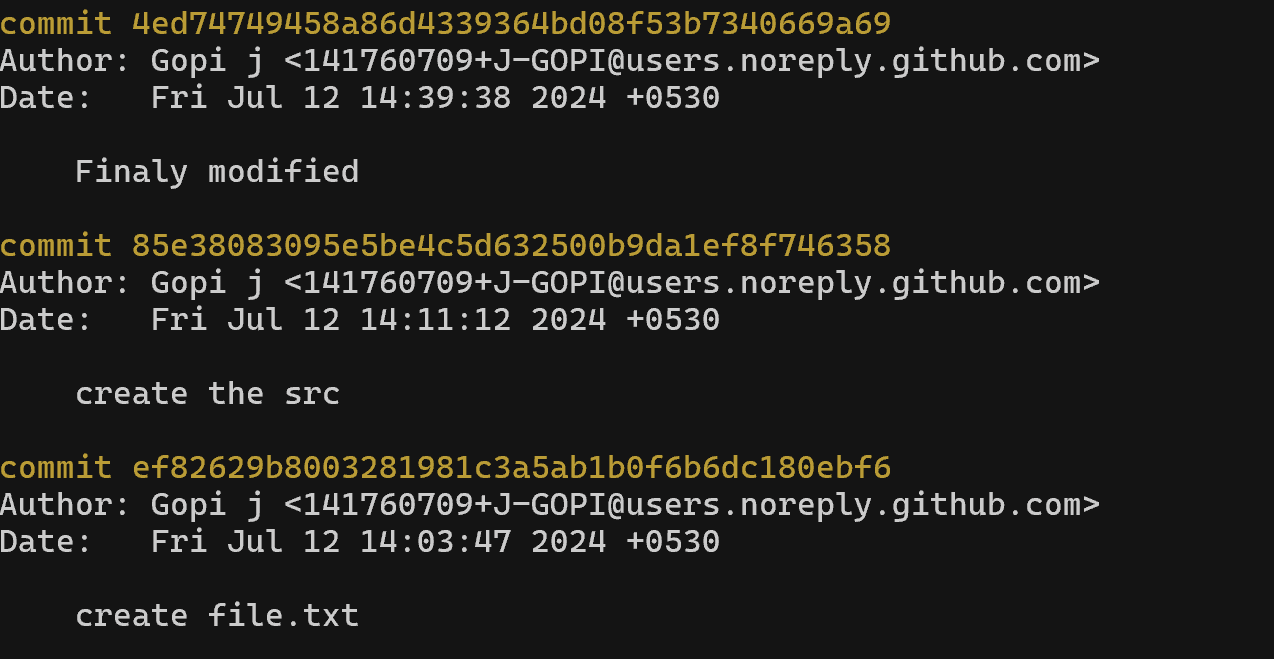 commit 4ed74749458a86d4339364bd08f53b7340669a69
Author: Gopi j <141760709+J-GOPI@users.noreply.github.com>
Date:   Fri Jul 12 14:39:38 2024 +0530
Finaly modified
commit 85e38083095e5be4c5d632500b9da1ef8f746358
Author: Gopi j <141760709+J-GOPI@users.noreply.github.com>
Date:   Fri Jul 12 14:11:12 2024 +0530
create the src
commit ef82629b8003281981c3a5ab1b0f6b6dc180ebf6
Author: Gopi j <141760709+J-GOPI@users.noreply.github.com>
Date:   Fri Jul 12 14:03:47 2024 +0530
create file.txt